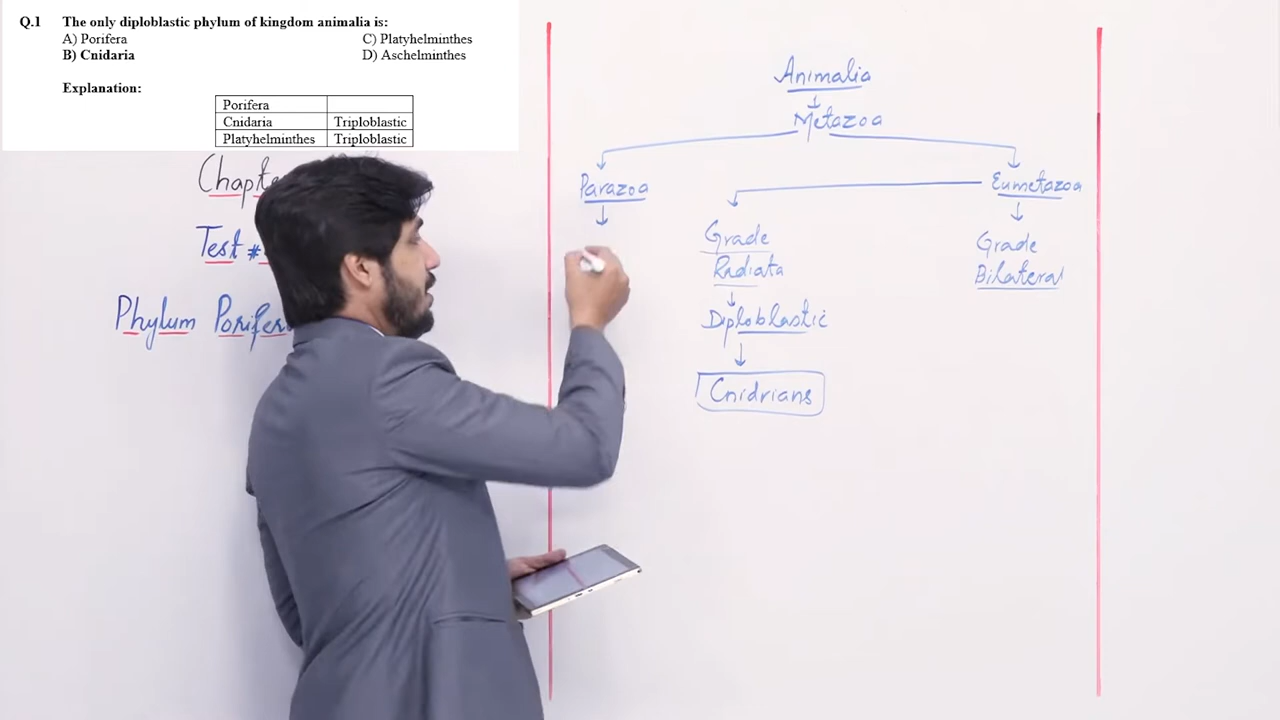 Q.1 The only diploblastic phylum of kingdom animalia is:
A) Porifera C) Platyhelminthes
B) Cnidaria D) Aschelminthes
Explanation:
Porifera
Cnidaria Triploblastic
Platyhelminthes Triploblastic
Test #
Phylum
Animalia
Metazoa
Parazoa Eumetazoa
Grade Grade
Radiata Bilateral
Diploblastic
Cnidrians